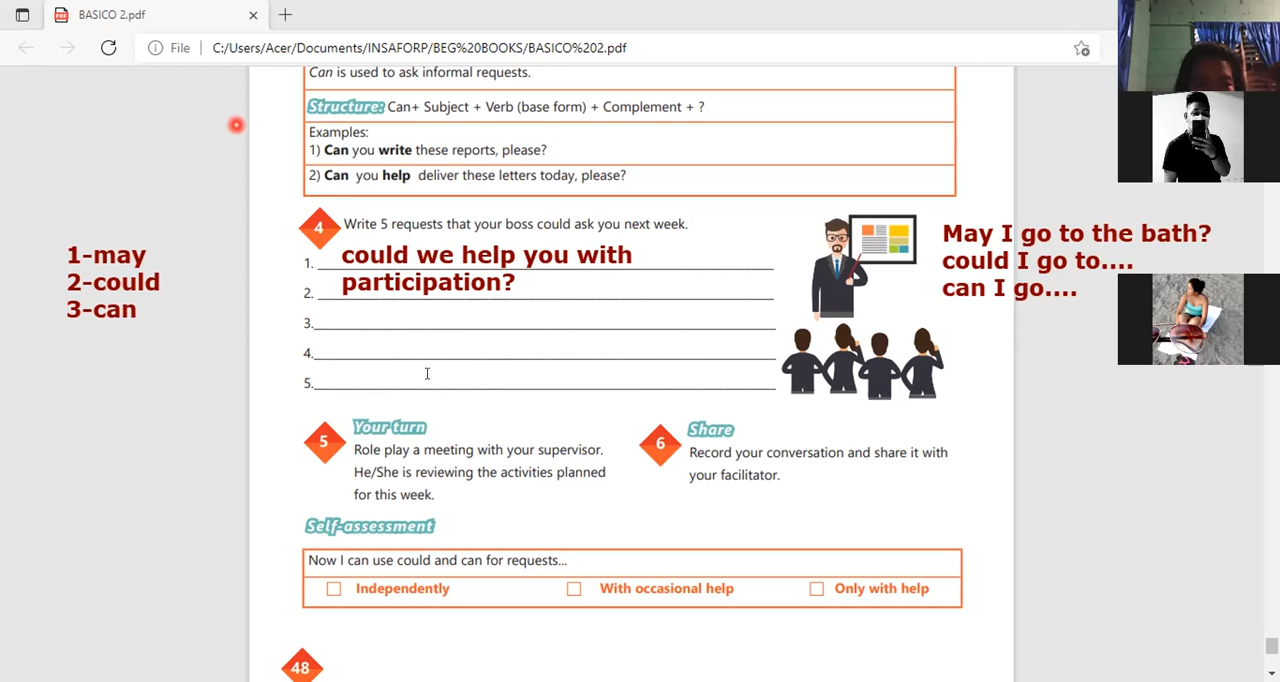 BASICO 2.pdf
File C:/Users/Acer/Documents/INSAFORP/BEG%20BOOKS/BASICO%202.pdf
Can is used to ask informal requests.
Structure: Can+ Subject + Verb (base form) + Complement + ?
Examples:
1) Can you write these reports, please?
2) Can you help deliver these letters today, please?
4 Write 5 requests that your boss could ask you next week.
1-may
2-could
3-can
1. could we help you with
2. participation?
3.
4.
5.
May I go to the bath?
could I go to....
can I go....
5 Your turn
Role play a meeting with your supervisor.
He/She is reviewing the activities planned
for this week.
6 Share
Record your conversation and share it with
your facilitator.
Self-assessment
Now I can use could and can for requests...
Independently With occasional help Only with help
48